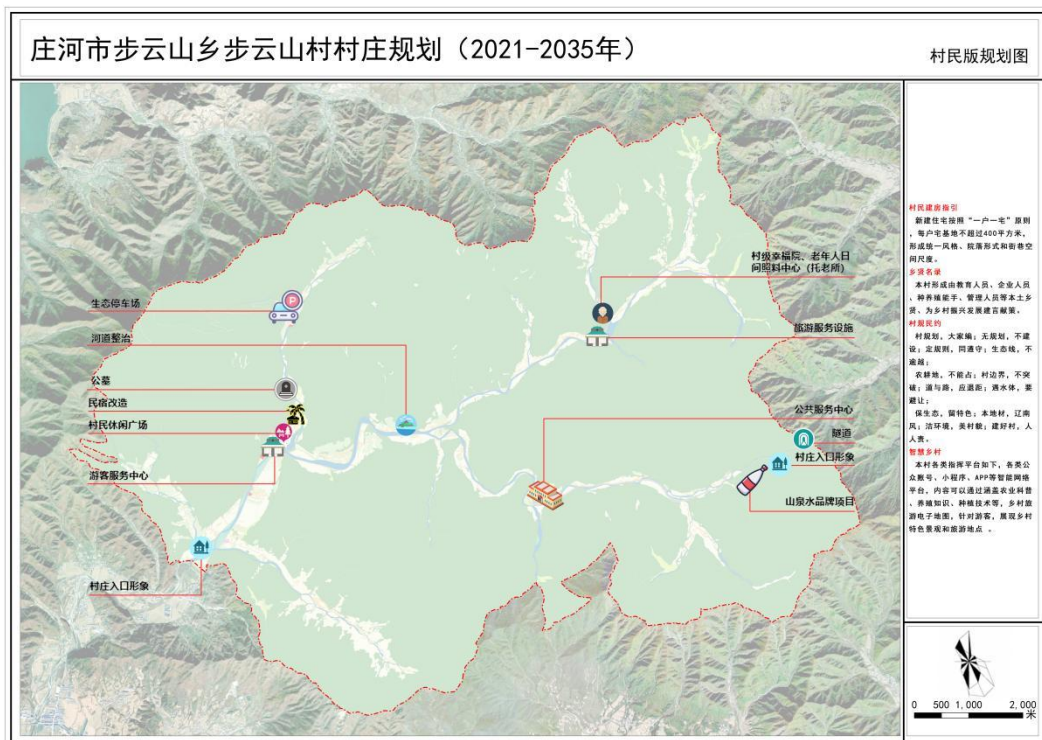 庄河市步云山乡步云山村村庄规划（2021-2035年）
村民版规划图
村级幸福院、老年人日
间照料中心（托老所）
生态停车场
旅游服务设施
河道整治
公墓
民宿改造
公共服务中心
村民休闲广场
隧道
村庄入口形象
游客服务中心
山泉水品牌项目
村庄入口形象
P
村民建房指引
新建住宅按照“一户一宅”原则
，每户宅基地不超过400平方米，
形成统一风格、院落形式和街巷空
间尺度。
乡贤名录
本村形成由教育人员、企业人员
、种养殖能手、管理人员等本土乡
贤、为乡村振兴发展建言献策。
村规民约
村规划，大家编；无规划，不建
设；定规则，同遵守；生态线，不
逾越；
农耕地，不能占；村边界，不突
破；道与路，应退距；遇水体，要
避让；
保生态，留特色；本地材，辽南
风；洁环境，美村貌；建好村，人
人责。
智慧乡村
本村各类指挥平台如下，各类公
众账号、小程序、APP等智能网络
平台，内容可以通过涵盖农业科普
、养殖知识、种植技术等，乡村旅
游电子地图，针对游客，展现乡村
特色景观和旅游地点 。
0 500 1,000 2,000
米